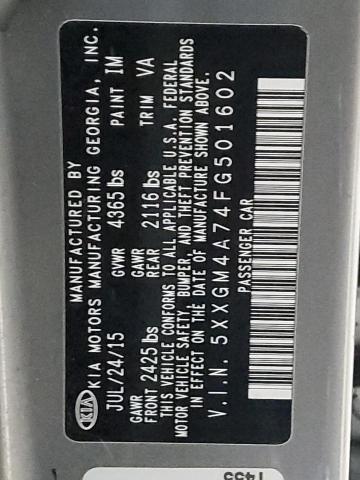 MANUFACTURED BY
KIA KIA MOTORS MANUFACTURING GEORGIA, INC.
JUL/24/15 GVWR 4365 lbs PAINT IM
GAWR FRONT 2425 lbs GAWR REAR 2116 lbs TRIM VA
THIS VEHICLE CONFORMS TO ALL APPLICABLE U.S.A. FEDERAL
MOTOR VEHICLE SAFETY, BUMPER, AND THEFT PREVENTION STANDARDS
IN EFFECT ON THE DATE OF MANUFACTURE SHOWN ABOVE.
V.I.N. 5XXGM4A74FG501602
PASSENGER CAR